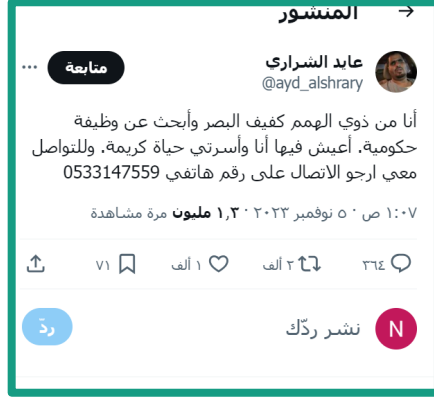 المنشور
عايد الشراري
@ayd_alshrary
متابعة
أنا من ذوي الهمم كفيف البصر وأبحث عن وظيفة
حكومية. أعيش فيها أنا وأسرتي حياة كريمة. وللتواصل
معي ارجو الاتصال على رقم هاتفي 0533147559
١:٠٧ ص · ٥ نوفمبر ٢٠٢٣ · ١,٣ مليون مرة مشاهدة
٣٦٤ ٢ ألف ١ ألف ٧١
N نشر ردّك ردّ